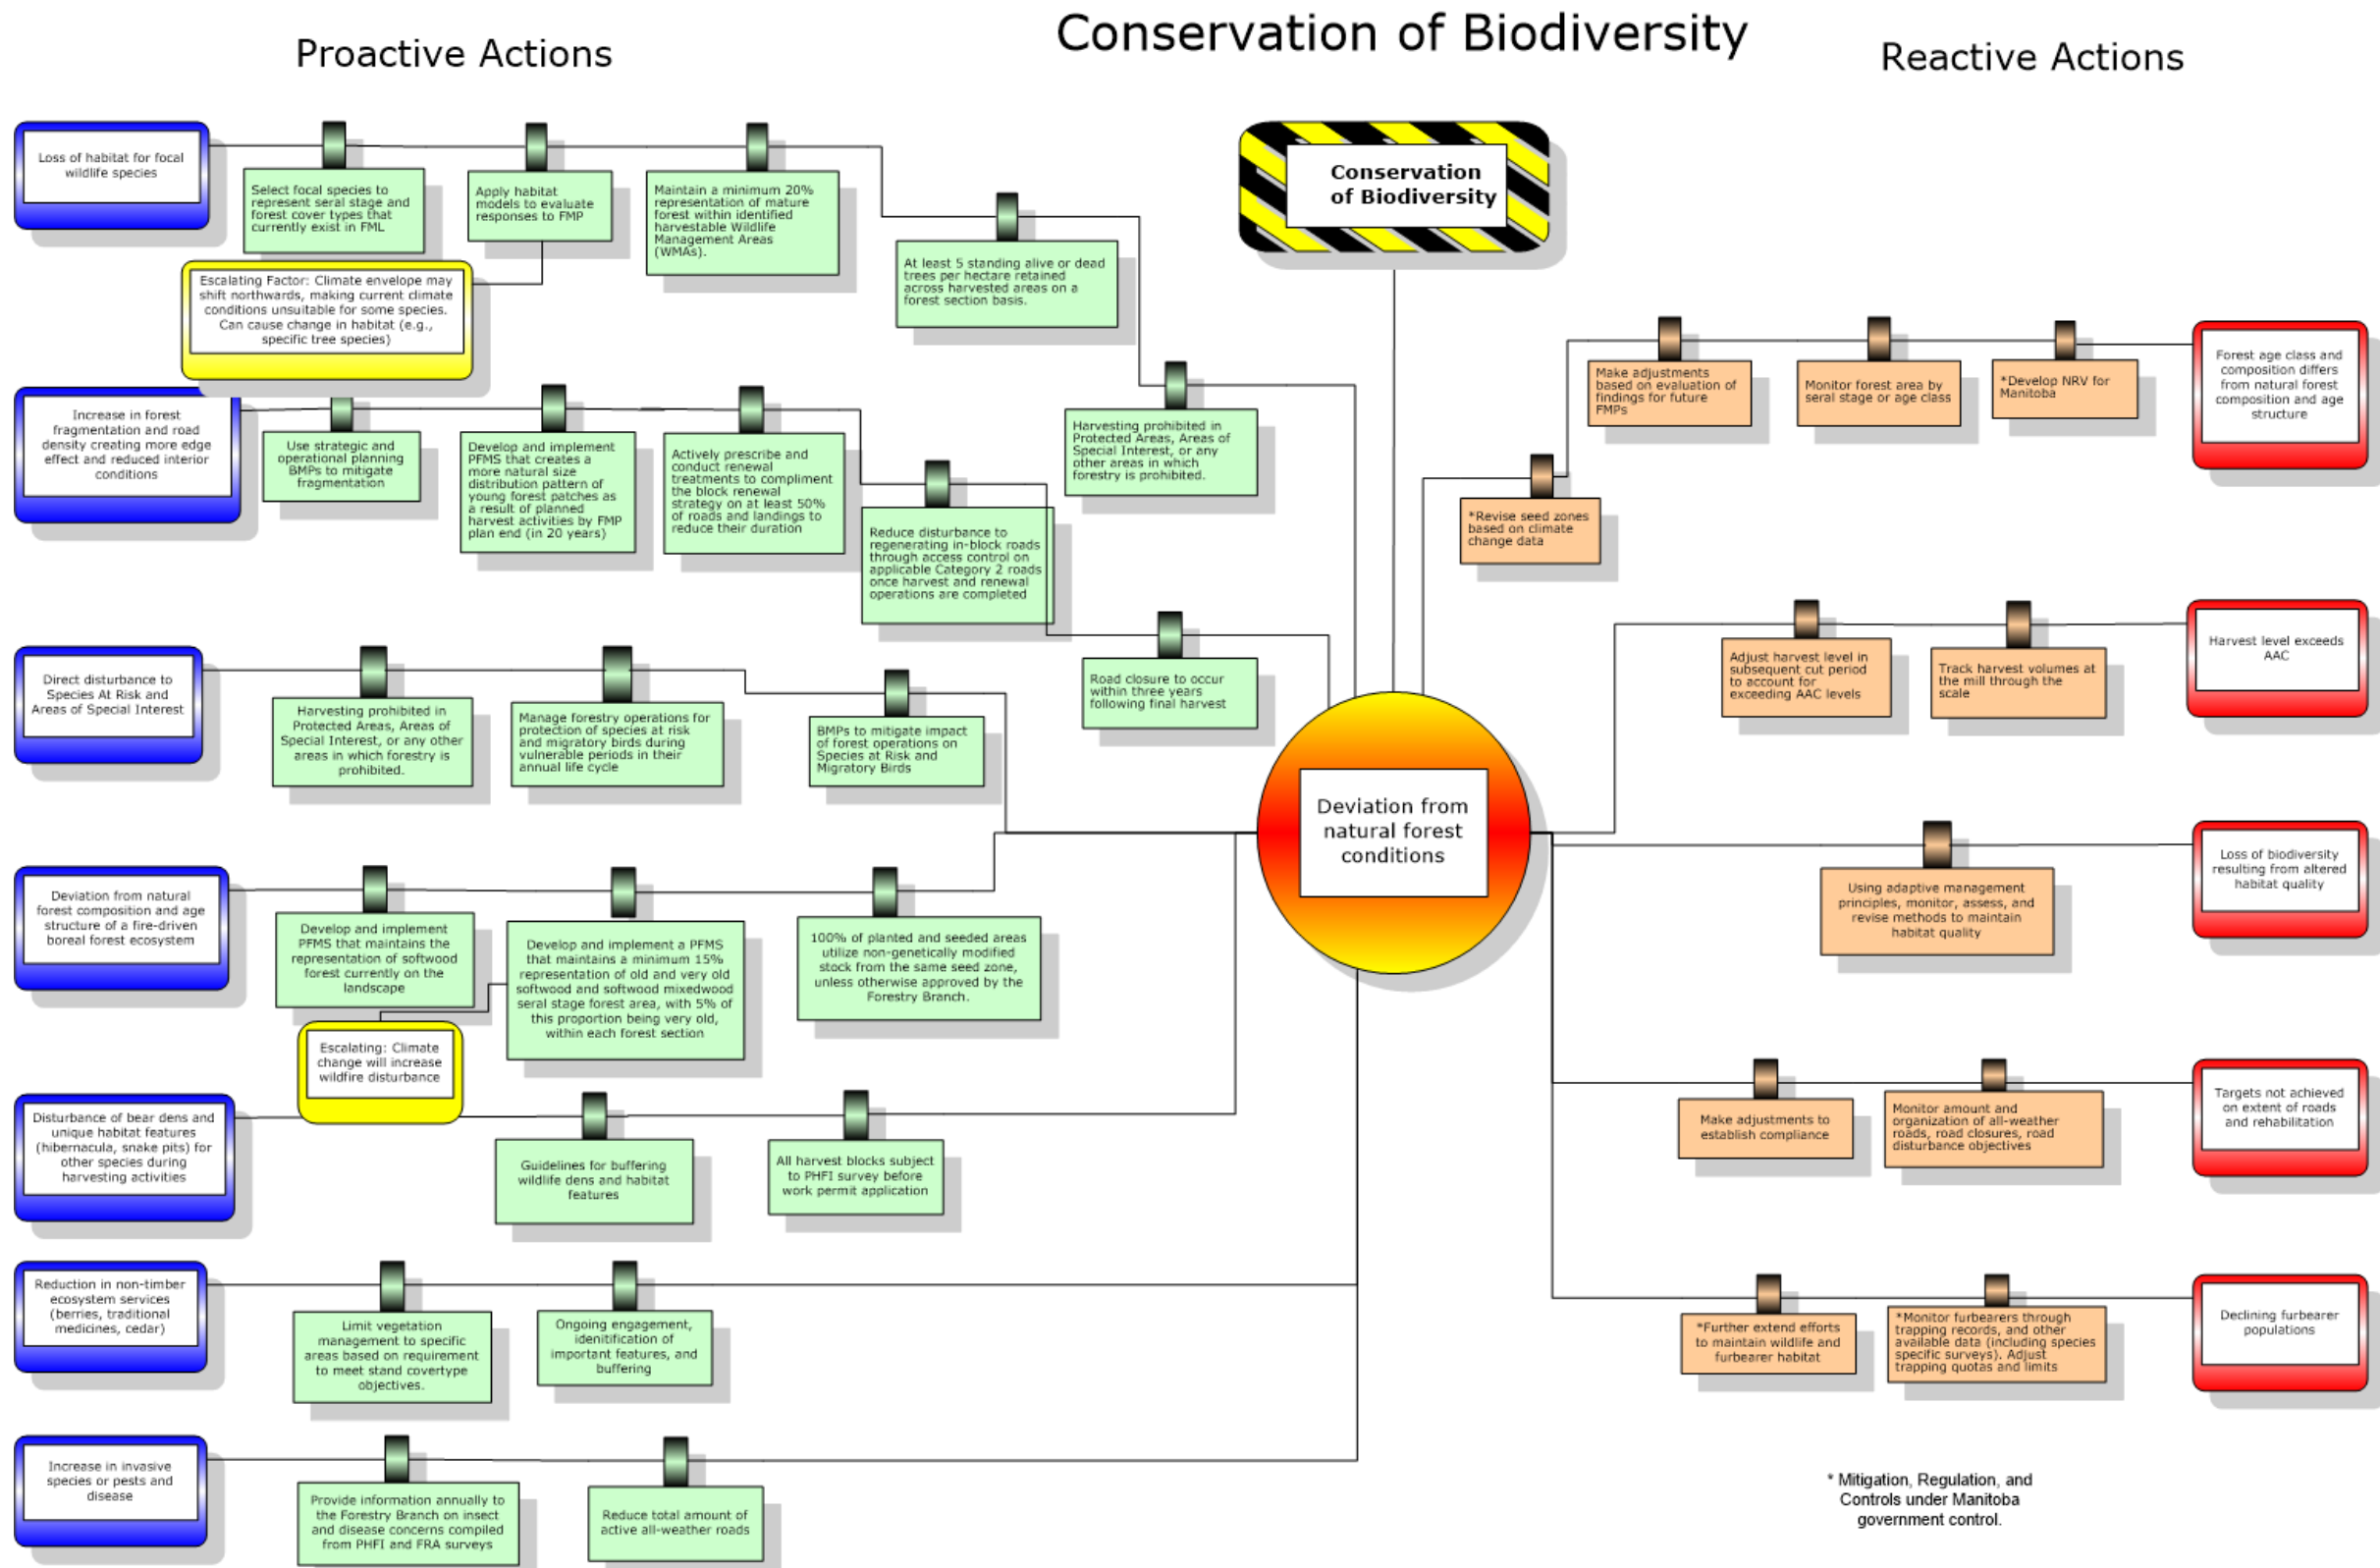 Conservation of Biodiversity
Proactive Actions
Reactive Actions
Conservation
of Biodiversity
Loss of habitat for focal
wildlife species
Select focal species to
represent seral stage and
forest cover types that
currently exist in FML
Apply habitat
models to evaluate
responses to FMP
Maintain a minimum 20%
representation of mature
forest within identified
harvestable Wildlife
Management Areas
(WMAs).
At least 5 standing alive or dead
trees per hectare retained
across harvested areas on a
forest section basis.
Harvesting prohibited in
Protected Areas, Areas of
Special Interest, or any
other areas in which
forestry is prohibited.
Escalating Factor: Climate envelope may
shift northwards, making current climate
conditions unsuitable for some species.
Can cause change in habitat (e.g.,
specific tree species)
Increase in forest
fragmentation and road
density creating more edge
effect and reduced interior
conditions
Use strategic and
operational planning
BMPs to mitigate
fragmentation
Develop and implement
PFMS that creates a
more natural size
distribution pattern of
young forest patches as
a result of planned
harvest activities by FMP
plan end (in 20 years)
Actively prescribe and
conduct renewal
treatments to compliment
the block renewal
strategy on at least 50%
of roads and landings to
reduce their duration
Reduce disturbance to
regenerating in-block roads
through access control on
applicable Category 2 roads
once harvest and renewal
operations are completed
Road closure to occur
within three years
following final harvest
Direct disturbance to
Species At Risk and
Areas of Special Interest
Harvesting prohibited in
Protected Areas, Areas of
Special Interest, or any other
areas in which forestry is
prohibited.
Manage forestry operations for
protection of species at risk
and migratory birds during
vulnerable periods in their
annual life cycle
BMPs to mitigate impact
of forest operations on
Species at Risk and
Migratory Birds
Deviation from natural
forest composition and age
structure of a fire-driven
boreal forest ecosystem
Develop and implement
PFMS that maintains the
representation of softwood
forest currently on the
landscape
Develop and implement a PFMS
that maintains a minimum 15%
representation of old and very old
softwood and softwood mixedwood
seral stage forest area, with 5% of
this proportion being very old,
within each forest section
100% of planted and seeded areas
utilize non-genetically modified
stock from the same seed zone,
unless otherwise approved by the
Forestry Branch.
Escalating: Climate
change will increase
wildfire disturbance
Disturbance of bear dens and
unique habitat features
(hibernacula, snake pits) for
other species during
harvesting activities
Guidelines for buffering
wildlife dens and habitat
features
All harvest blocks subject
to PHFI survey before
work permit application
Reduction in non-timber
ecosystem services
(berries, traditional
medicines, cedar)
Limit vegetation
management to specific
areas based on requirement
to meet stand covertype
objectives.
Ongoing engagement,
idenitification of
important features, and
buffering
Increase in invasive
species or pests and
disease
Provide information annually to
the Forestry Branch on insect
and disease concerns compiled
from PHFI and FRA surveys
Reduce total amount of
active all-weather roads
Deviation from
natural forest
conditions
*Revise seed zones
based on climate
change data
Make adjustments
based on evaluation of
findings for future
FMPs
Monitor forest area by
seral stage or age class
*Develop NRV for
Manitoba
Forest age class and
composition differs
from natural forest
composition and age
structure
Adjust harvest level in
subsequent cut period
to account for
exceeding AAC levels
Track harvest volumes at
the mill through the
scale
Harvest level exceeds
AAC
Using adaptive management
principles, monitor, assess, and
revise methods to maintain
habitat quality
Loss of biodiversity
resulting from altered
habitat quality
Make adjustments to
establish compliance
Monitor amount and
organization of all-weather
roads, road closures, road
disturbance objectives
Targets not achieved
on extent of roads
and rehabilitation
*Further extend efforts
to maintain wildlife and
furbearer habitat
*Monitor furbearers through
trapping records, and other
available data (including species
specific surveys). Adjust
trapping quotas and limits
Declining furbearer
populations
* Mitigation, Regulation, and
Controls under Manitoba
government control.